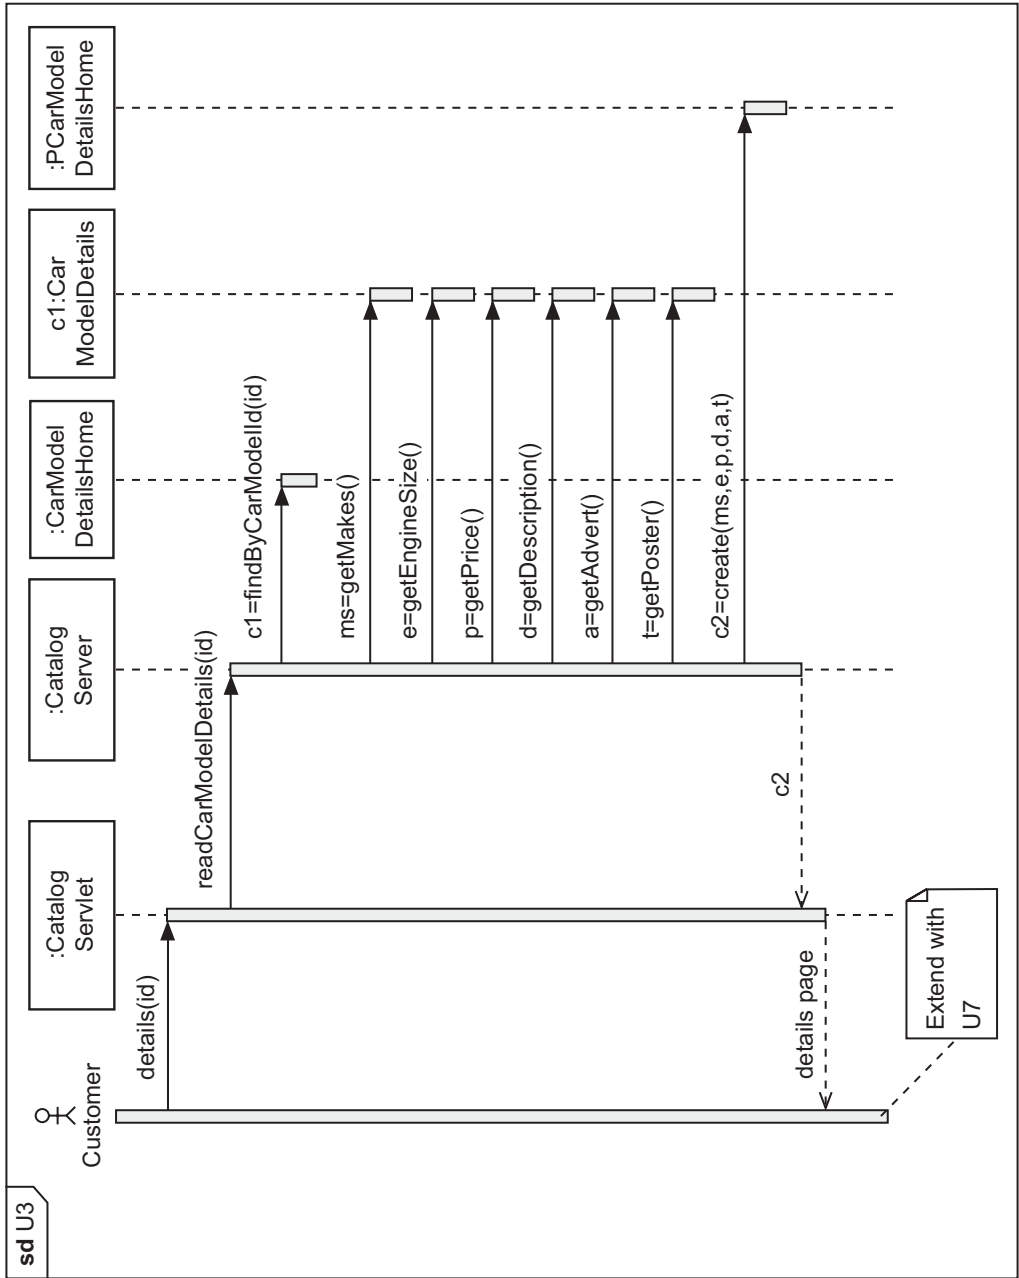 sd U3
Customer
:Catalog
Servlet
:Catalog
Server
:CarModel
DetailsHome
c1:Car
ModelDetails
:PCarModel
DetailsHome
details(id)
readCarModelDetails(id)
c1=findByCarModelId(id)
ms=getMakes()
e=getEngineSize()
p=getPrice()
d=getDescription()
a=getAdvert()
t=getPoster()
c2=create(ms,e,p,d,a,t)
c2
details page
Extend with
U7